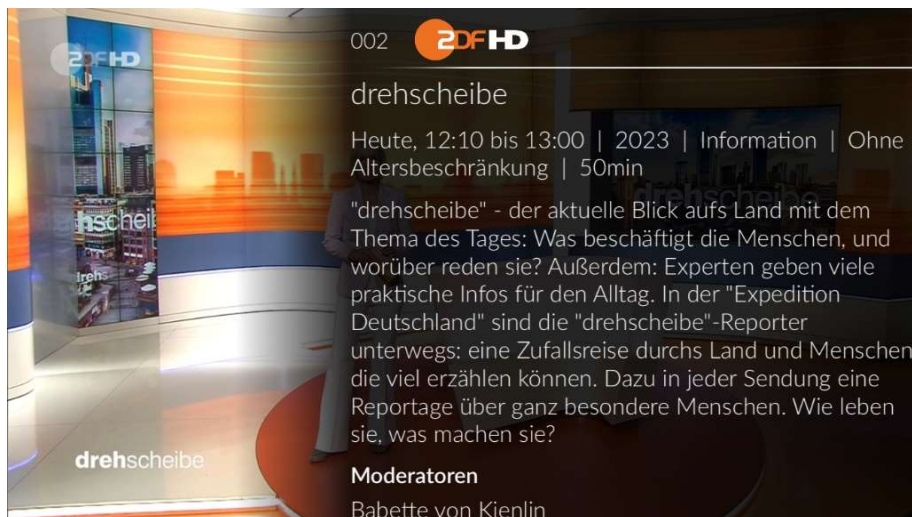 ZDF HD
002 ZDF HD
drehscheibe
Heute, 12:10 bis 13:00 | 2023 | Information | Ohne
Altersbeschränkung | 50min
drehscheibe
"drehscheibe" - der aktuelle Blick aufs Land mit dem
Thema des Tages: Was beschäftigt die Menschen, und
worüber reden sie? Außerdem: Experten geben viele
praktische Infos für den Alltag. In der "Expedition
Deutschland" sind die "drehscheibe"-Reporter
unterwegs: eine Zufallsreise durchs Land und Menschen
die viel erzählen können. Dazu in jeder Sendung eine
Reportage über ganz besondere Menschen. Wie leben
sie, was machen sie?
drehscheibe
Moderatoren
Babette von Kienlin